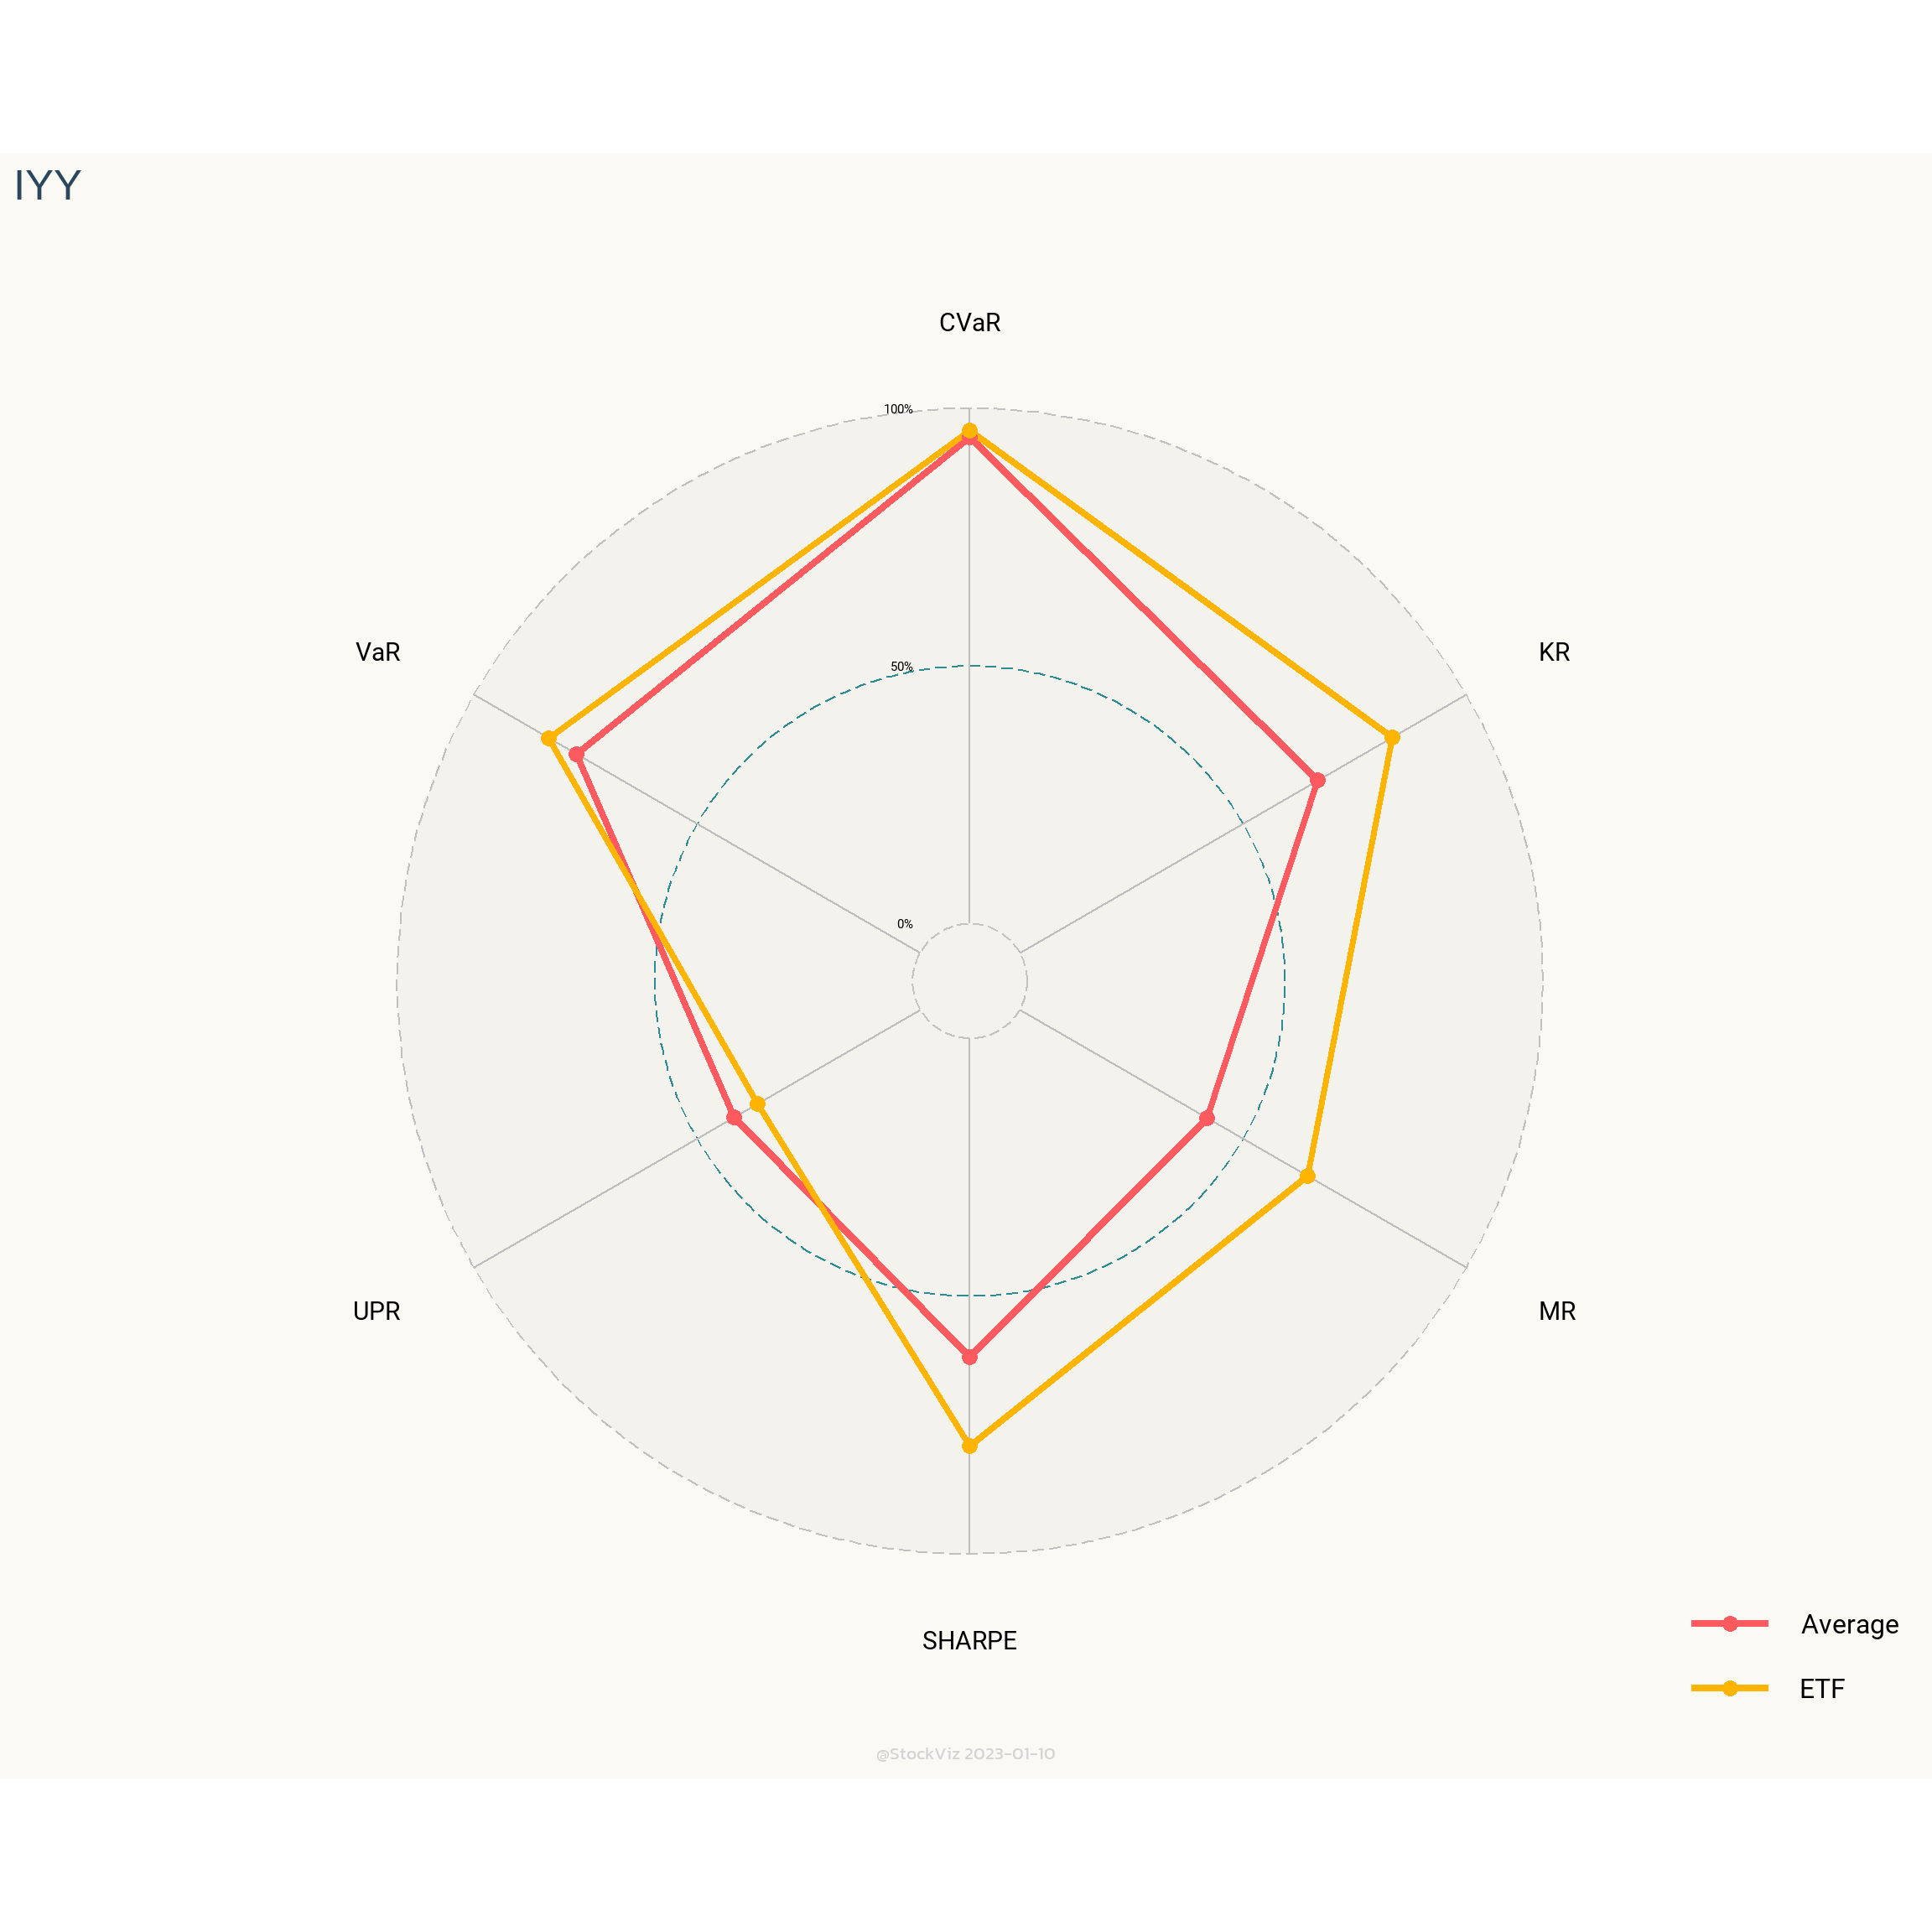 IYY
CVaR
100%
VaR
KR
50%
0%
UPR
MR
SHARPE
Average
ETF
@StockViz 2023-01-10